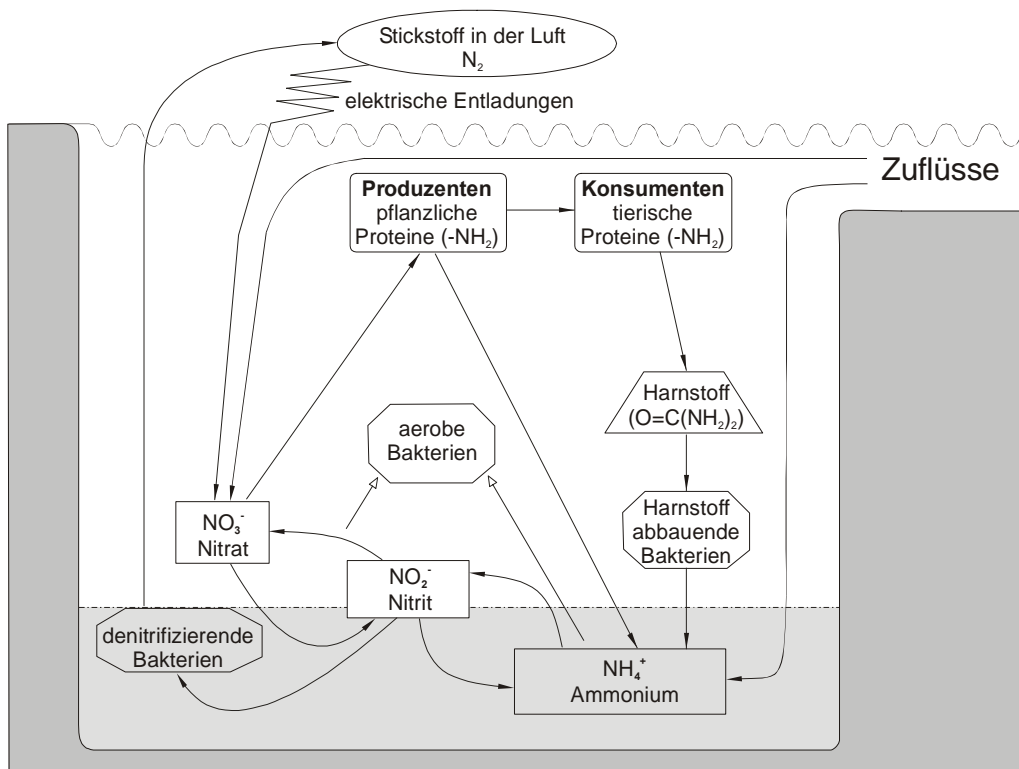 Stickstoff in der Luft
N₂
elektrische Entladungen
Zuflüsse
Produzenten
pflanzliche
Proteine (-NH₂)
Konsumenten
tierische
Proteine (-NH₂)
Harnstoff
(O=C(NH₂)₂)
aerobe
Bakterien
Harnstoff
abbauende
Bakterien
NO₃⁻
Nitrat
NO₂⁻
Nitrit
denitrifizierende
Bakterien
NH₄⁺
Ammonium